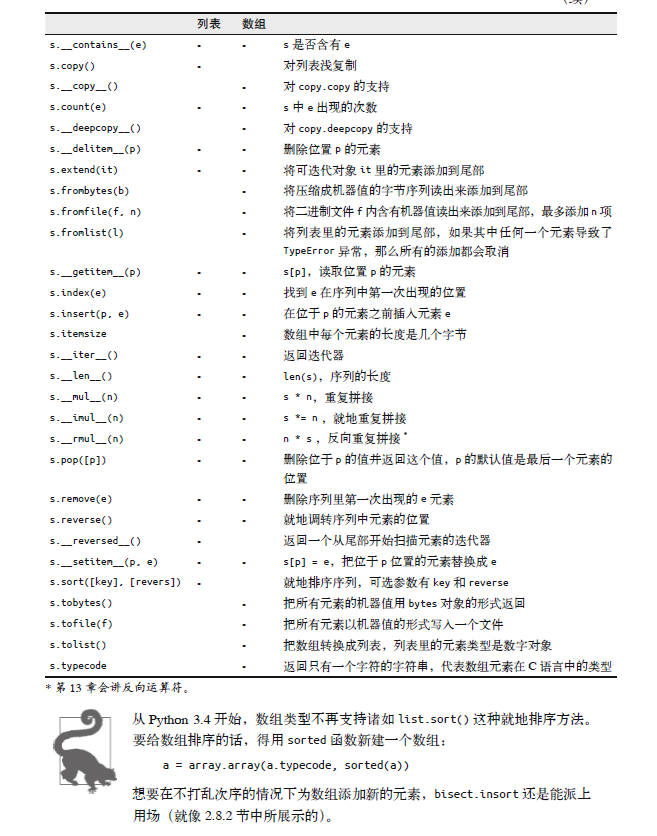 （续）
列表 数组
s.__contains__(e) • • s 是否含有 e
s.copy() • 对列表浅复制
s.__copy__() • 对 copy.copy 的支持
s.count(e) • • s 中 e 出现的次数
s.__deepcopy__() • 对 copy.deepcopy 的支持
s.__delitem__(p) • • 删除位置 p 的元素
s.extend(it) • • 将可迭代对象 it 里的元素添加到尾部
s.frombytes(b) • 将压缩成机器值的字节序列读出来添加到尾部
s.fromfile(f, n) • 将二进制文件 f 内含有机器值读出来添加到尾部，最多添加 n 项
s.fromlist(l) • 将列表里的元素添加到尾部，如果其中任何一个元素导致了
TypeError 异常，那么所有的添加都会取消
s.__getitem__(p) • • s[p]，读取位置 p 的元素
s.index(e) • • 找到 e 在序列中第一次出现的位置
s.insert(p, e) • • 在位于 p 的元素之前插入元素 e
s.itemsize • 数组中每个元素的长度是几个字节
s.__iter__() • • 返回迭代器
s.__len__() • • len(s)，序列的长度
s.__mul__(n) • • s * n，重复拼接
s.__imul__(n) • • s *= n ，就地重复拼接
s.__rmul__(n) • • n * s ，反向重复拼接*
s.pop([p]) • • 删除位于 p 的值并返回这个值，p 的默认值是最后一个元素的
位置
s.remove(e) • • 删除序列里第一次出现的 e 元素
s.reverse() • • 就地调转序列中元素的位置
s.__reversed__() • 返回一个从尾部开始扫描元素的迭代器
s.__setitem__(p, e) • • s[p] = e，把位于 p 位置的元素替换成 e
s.sort([key], [revers]) • 就地排序序列，可选参数有 key 和 reverse
s.tobytes() • 把所有元素的机器值用 bytes 对象的形式返回
s.tofile(f) • 把所有元素以机器值的形式写入一个文件
s.tolist() • 把数组转换成列表，列表里的元素类型是数字对象
s.typecode • 返回只有一个字符的字符串，代表数组元素在 C 语言中的类型
* 第 13 章会讲反向运算符。
从 Python 3.4 开始，数组类型不再支持诸如 list.sort() 这种就地排序方法。
要给数组排序的话，得用 sorted 函数新建一个数组：
a = array.array(a.typecode, sorted(a))
想要在不打乱次序的情况下为数组添加新的元素，bisect.insort 还是能派上
用场（就像 2.8.2 节中所展示的）。